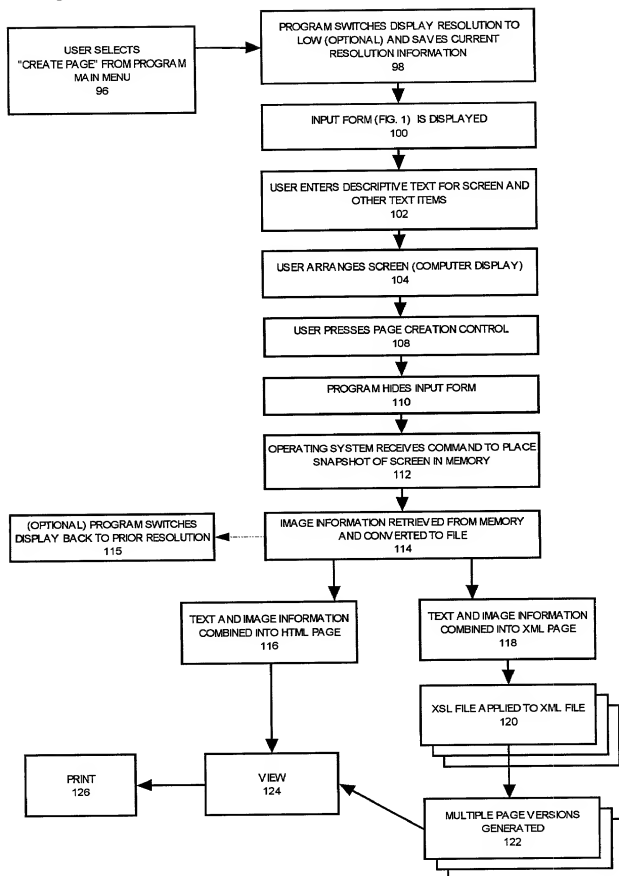 PROGRAM SWITCHES DISPLAY RESOLUTION TO
LOW (OPTIONAL) AND SAVES CURRENT
RESOLUTION INFORMATION
98
USER SELECTS
"CREATE PAGE" FROM PROGRAM
MAIN MENU
96
INPUT FORM (FIG. 1) IS DISPLAYED
100
USER ENTERS DESCRIPTIVE TEXT FOR SCREEN AND
OTHER TEXT ITEMS
102
USER ARRANGES SCREEN (COMPUTER DISPLAY)
104
USER PRESSES PAGE CREATION CONTROL
108
PROGRAM HIDES INPUT FORM
110
OPERATING SYSTEM RECEIVES COMMAND TO PLACE
SNAPSHOT OF SCREEN IN MEMORY
112
(OPTIONAL) PROGRAM SWITCHES
DISPLAY BACK TO PRIOR RESOLUTION
115
IMAGE INFORMATION RETRIEVED FROM MEMORY
AND CONVERTED TO FILE
114
TEXT AND IMAGE INFORMATION
COMBINED INTO HTML PAGE
116
TEXT AND IMAGE INFORMATION
COMBINED INTO XML PAGE
118
XSL FILE APPLIED TO XML FILE
120
PRINT
126
VIEW
124
MULTIPLE PAGE VERSIONS
GENERATED
122